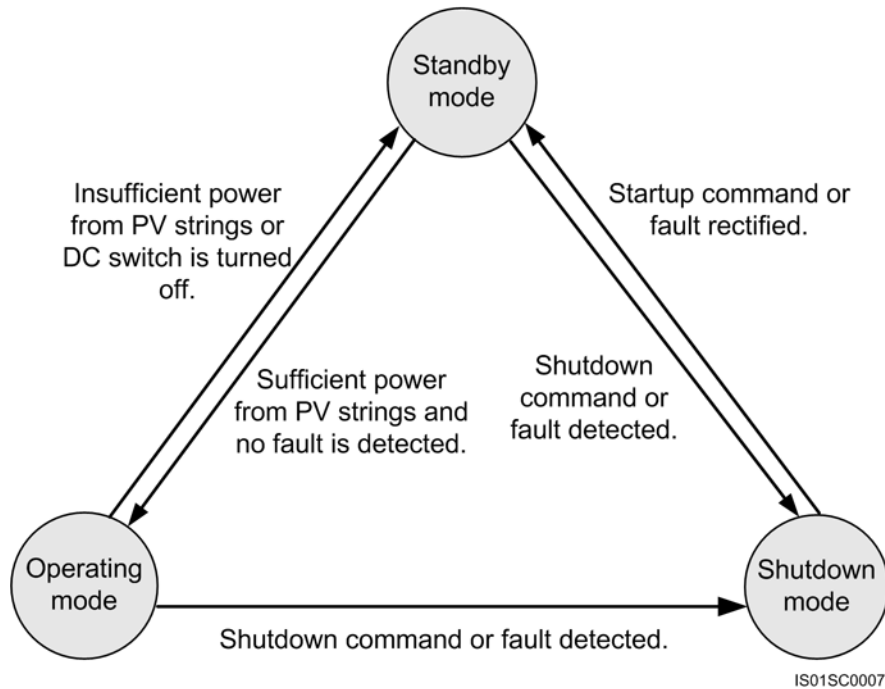 Standby
mode
Insufficient power
from PV strings or
DC switch is turned
off.
Startup command or
fault rectified.
Sufficient power
from PV strings and
no fault is detected.
Shutdown
command or
fault detected.
Operating
mode
Shutdown
mode
Shutdown command or fault detected.
IS01SC0007